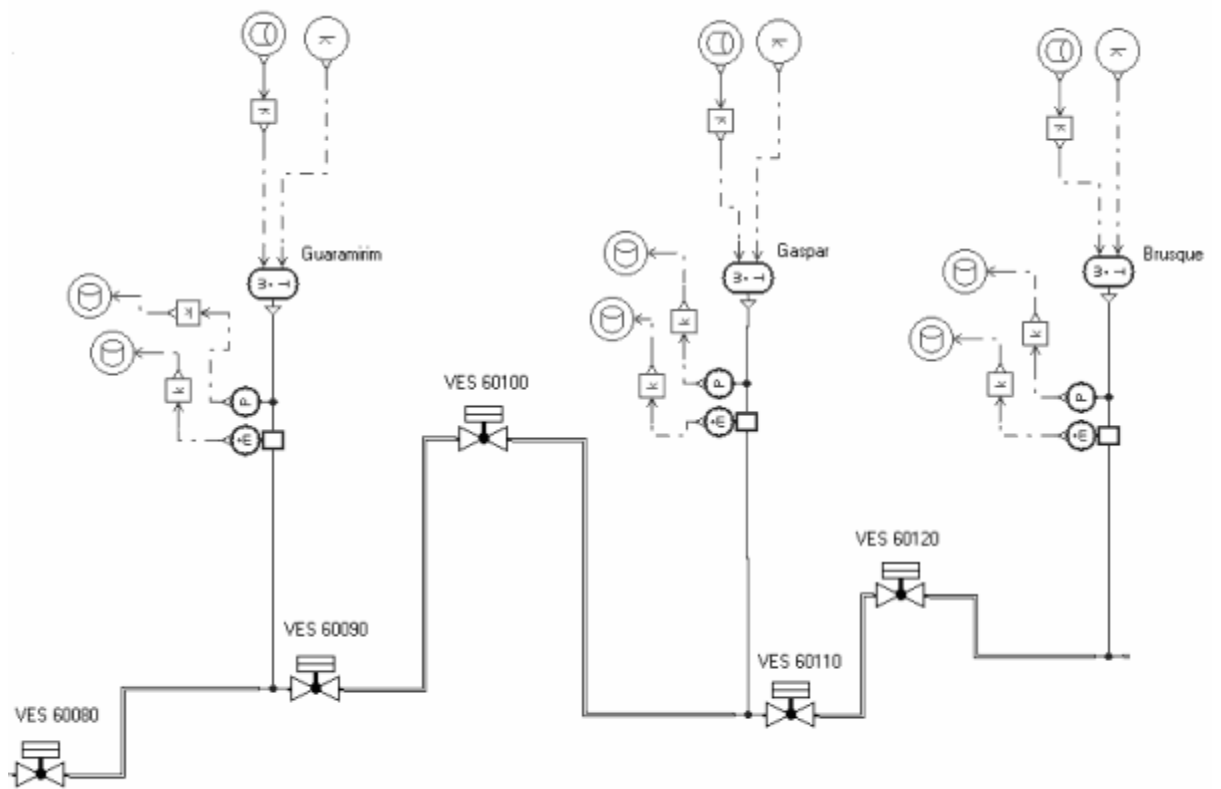 k
k
k
k
k
k
Guaramirim
Gaspar
Brusque
ṁ T
ṁ T
ṁ T
k
k
k
k
k
k
P
P
P
ṁ
ṁ
ṁ
VES 60100
VES 60120
VES 60090
VES 60110
VES 60080